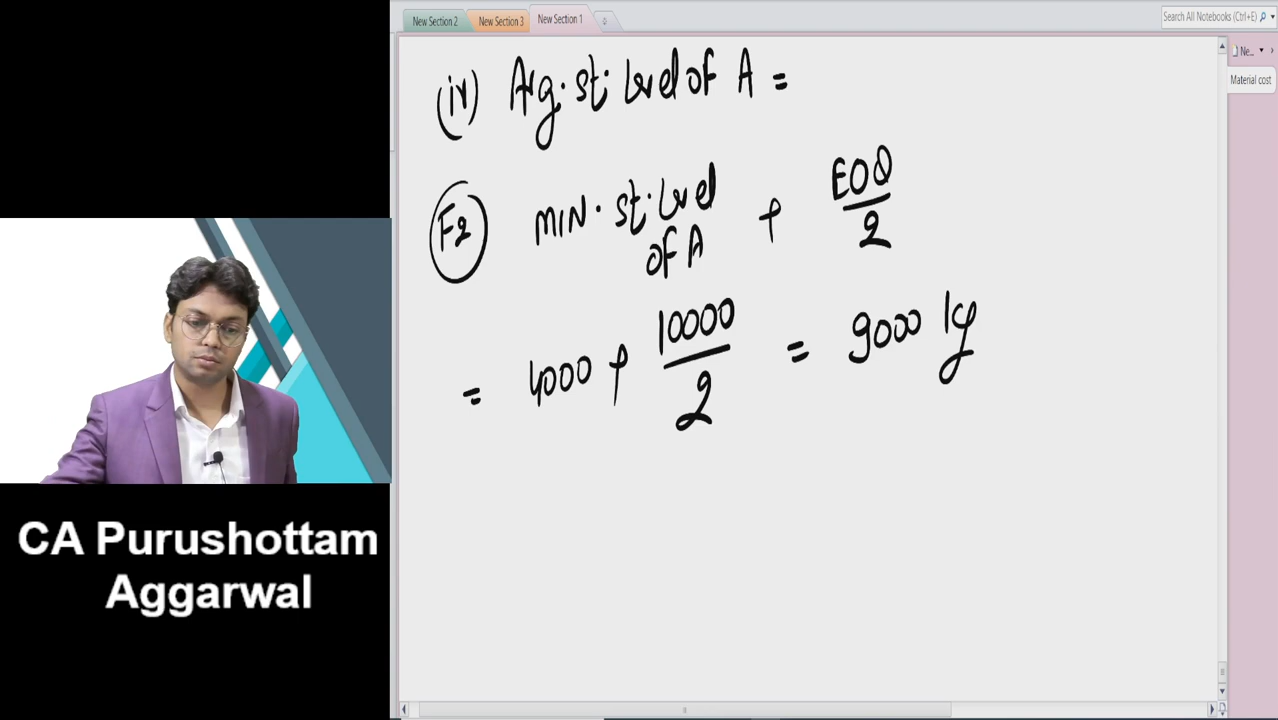 New Section 2 New Section 3 New Section 1
Search All Notebooks (Ctrl+E)
Ne...
Material cost
(iv) Avg. st. level of A =
F2 MIN. st. level of A + EOQ/2
= 4000 + 10000/2 = 9000 kg
CA Purushottam
Aggarwal